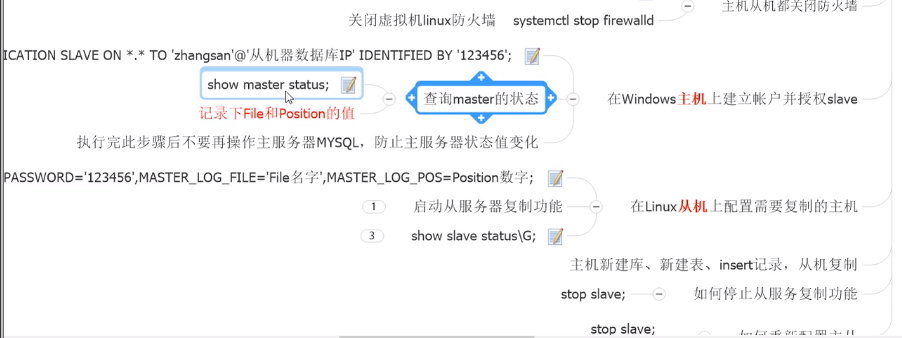 主机从机都关闭防火墙
关闭虚拟机linux防火墙 systemctl stop firewalld
ICATION SLAVE ON *.* TO 'zhangsan'@'从机器数据库IP' IDENTIFIED BY '123456';
show master status;
查询master的状态
在Windows主机上建立帐户并授权slave
记录下File和Position的值
执行完此步骤后不要再操作主服务器MYSQL，防止主服务器状态值变化
PASSWORD='123456',MASTER_LOG_FILE='File名字',MASTER_LOG_POS=Position数字;
1 启动从服务器复制功能
在Linux从机上配置需要复制的主机
3 show slave status\G;
主机新建库、新建表、insert记录，从机复制
stop slave; 如何停止从服务复制功能
stop slave;
如何重新配置主从